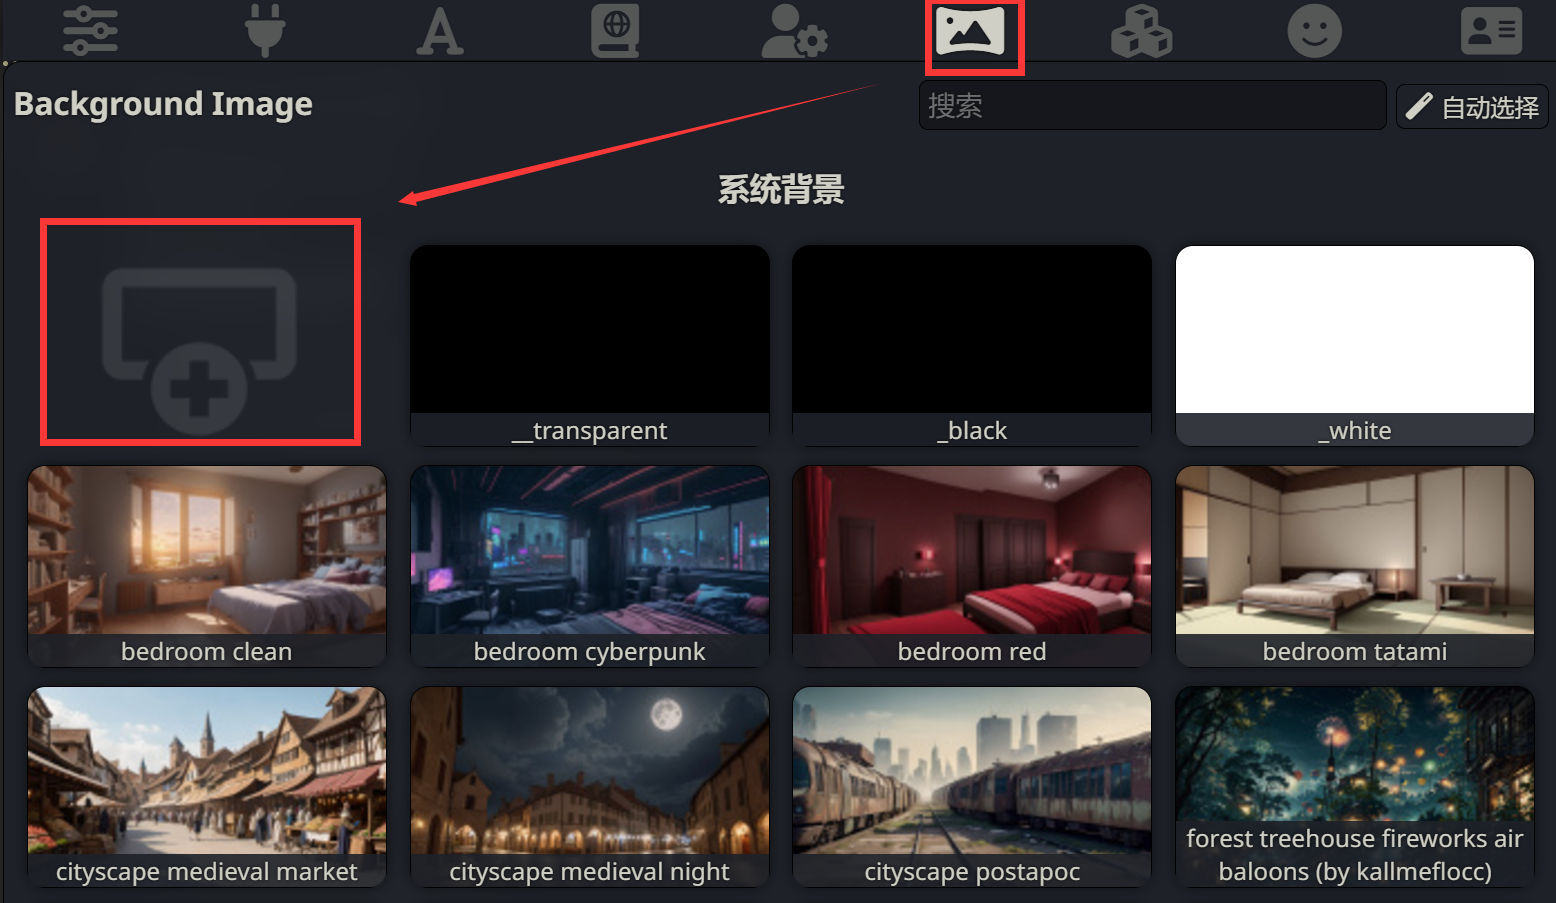 Background Image
搜索
自动选择
系统背景
__transparent
_black
_white
bedroom clean
bedroom cyberpunk
bedroom red
bedroom tatami
cityscape medieval market
cityscape medieval night
cityscape postapoc
forest treehouse fireworks air
baloons (by kallmeflocc)